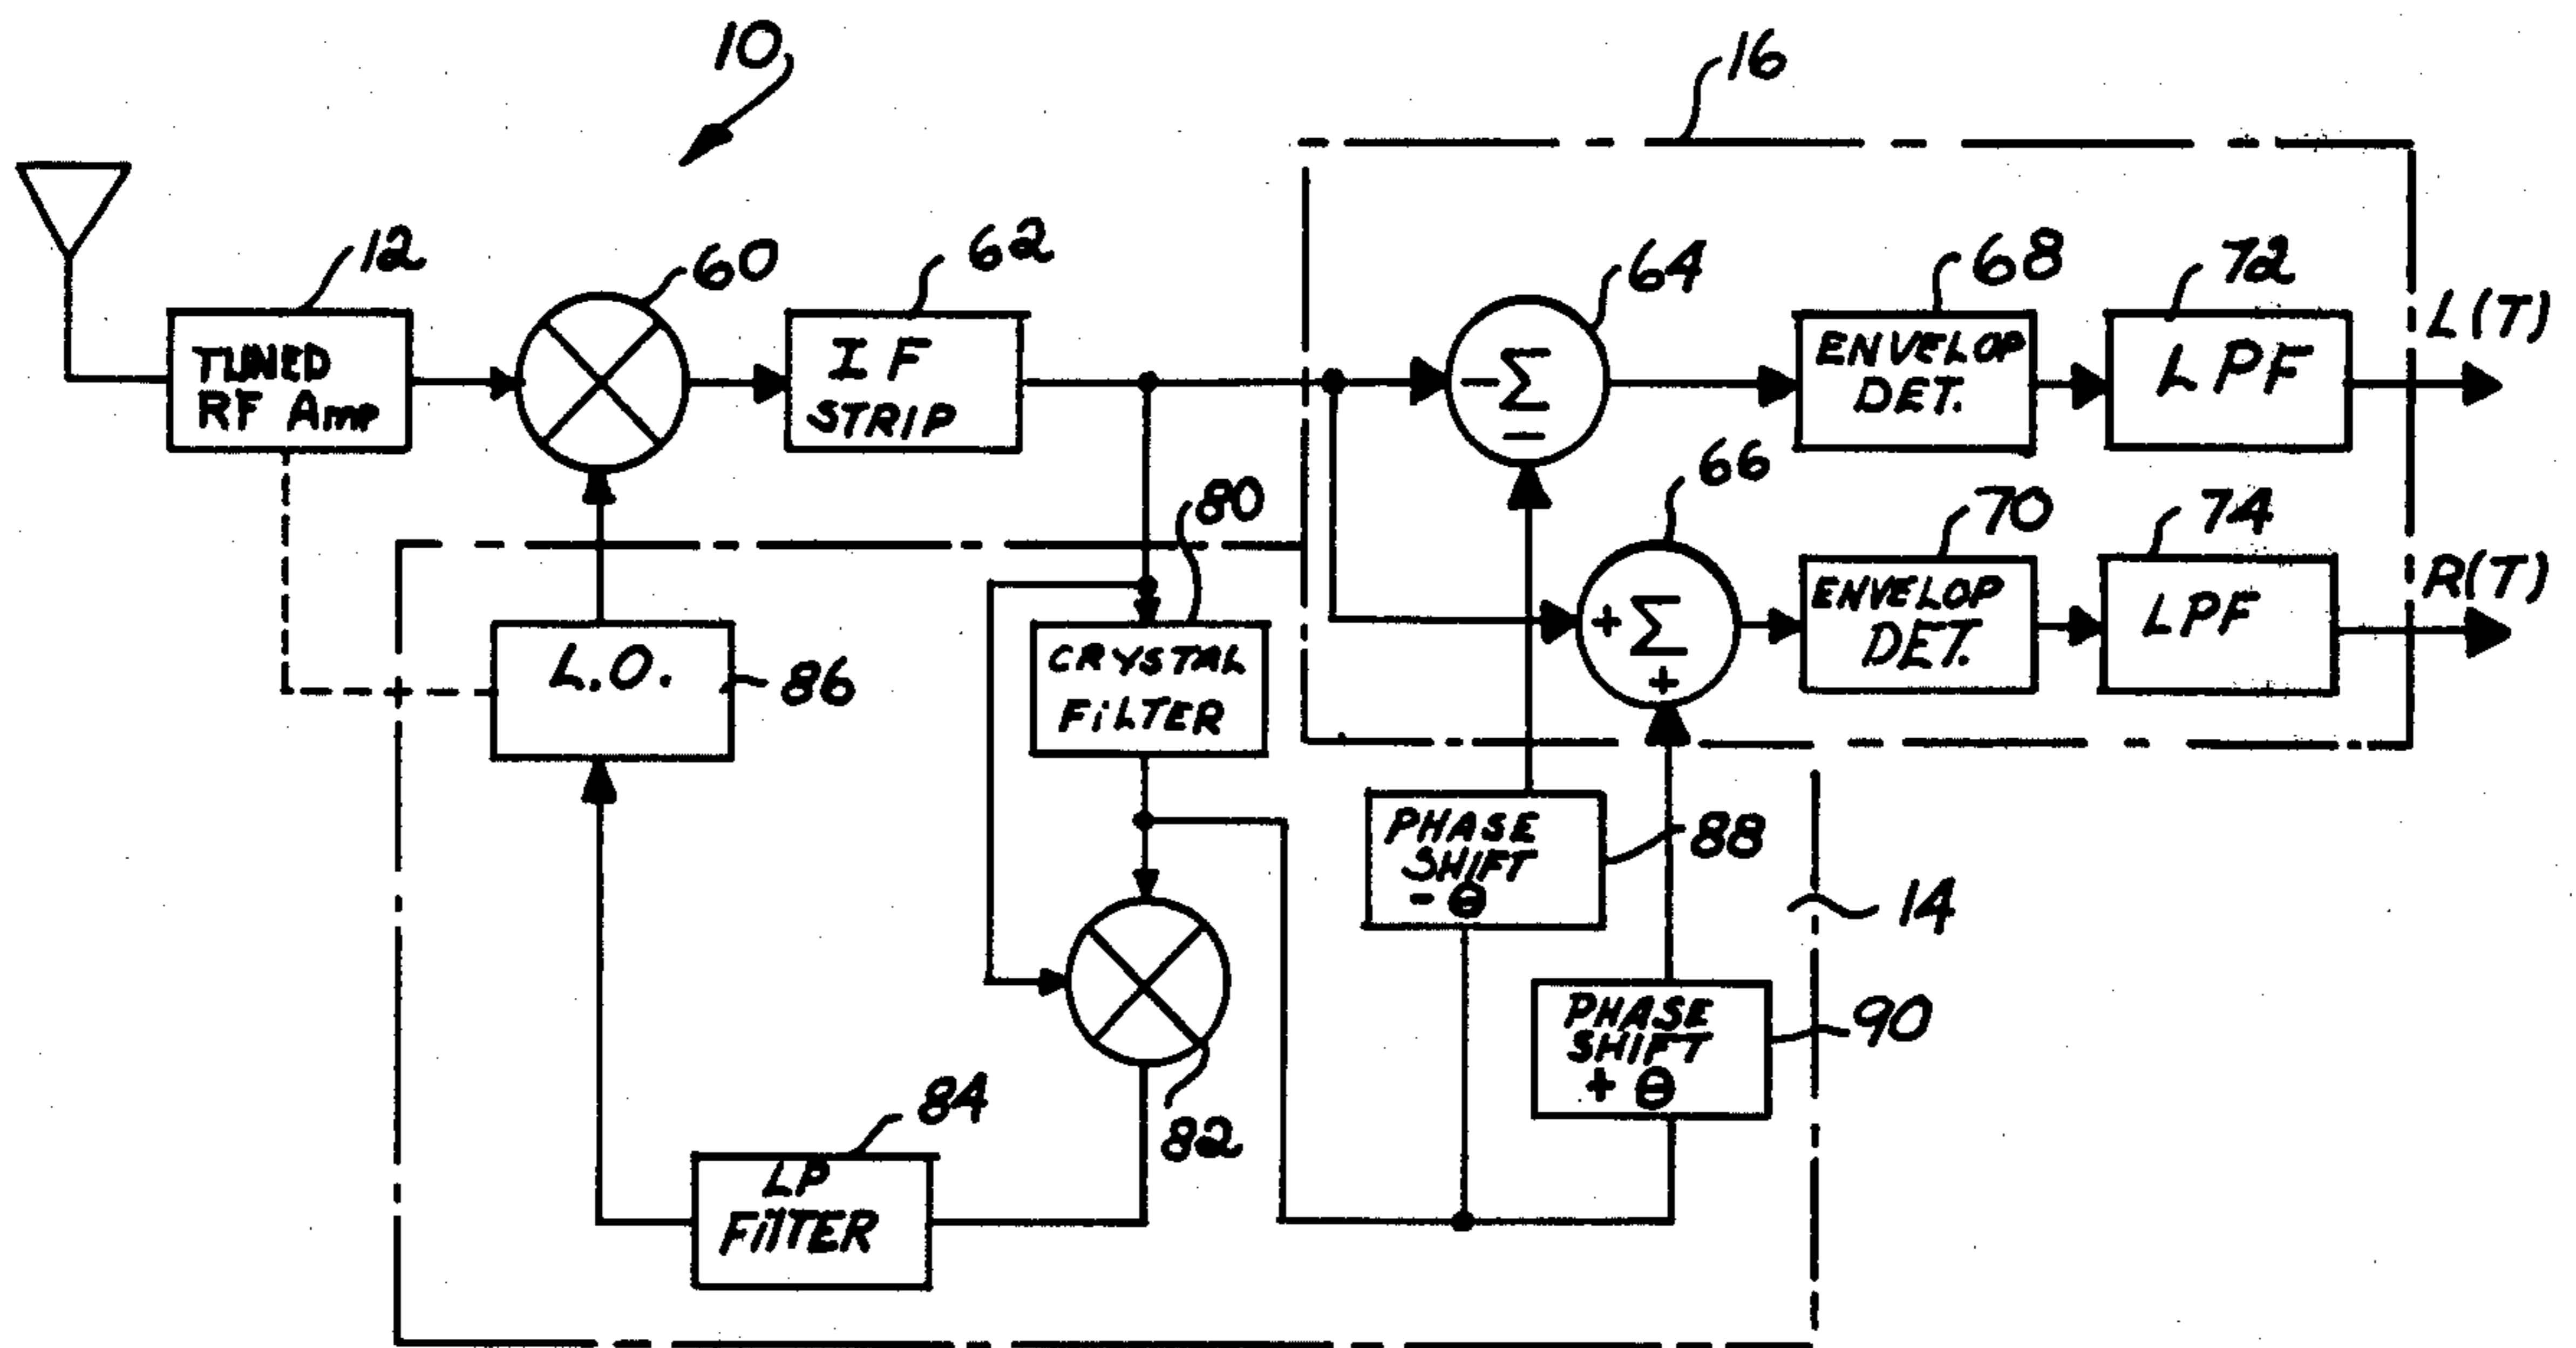 10
16
12
60
62
64
68
72
L(T)
TUNED
RF Amp
IF
STRIP
-Σ
-
ENVELOP
DET.
LPF
80
66
70
74
R(T)
L.O.
86
CRYSTAL
FiLTER
+Σ
+
ENVELOP
DET.
LPF
PHASE
SHIFT
- θ
88
14
PHASE
SHIFT
+ θ
90
84
82
LP
FilTER